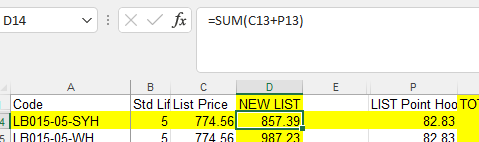 D14 =SUM(C13+P13)
A B C D E P
Code Std Lif List Price NEW LIST LIST Point Hoo TO
4 LB015-05-SYH 5 774.56 857.39 82.83
5 LB015-05-WH 5 774.56 987.23 82.83